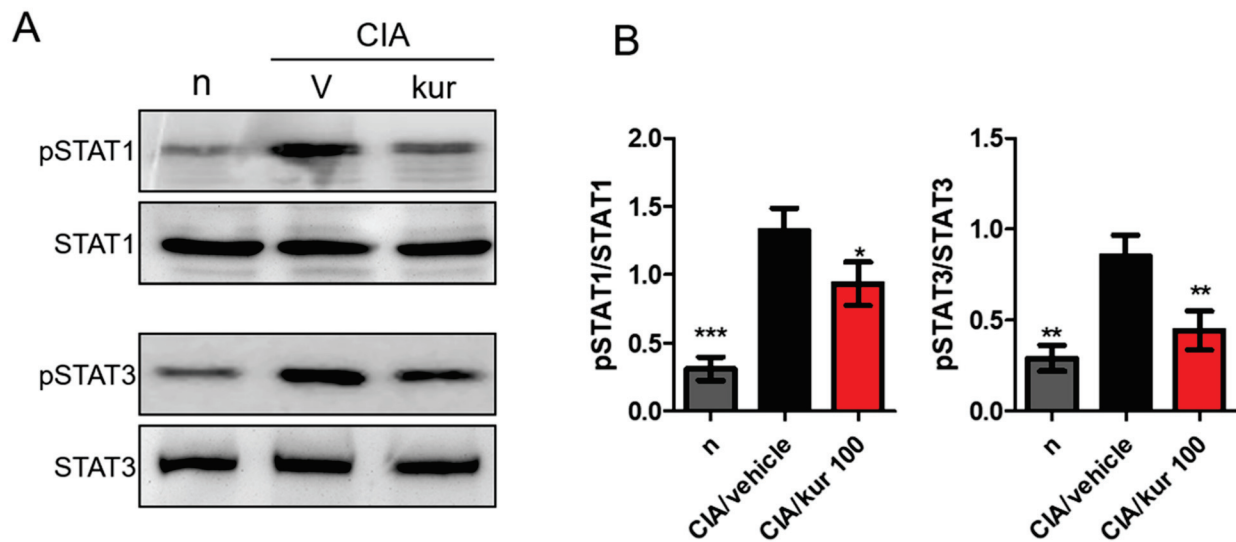 A
CIA
n V kur
pSTAT1
STAT1
pSTAT3
STAT3
B
pSTAT1/STAT1
2.0
1.5
1.0
0.5
0.0
***
*
n
CIA/vehicle
CIA/kur 100
pSTAT3/STAT3
1.5
1.0
0.5
0.0
**
**
n
CIA/vehicle
CIA/kur 100